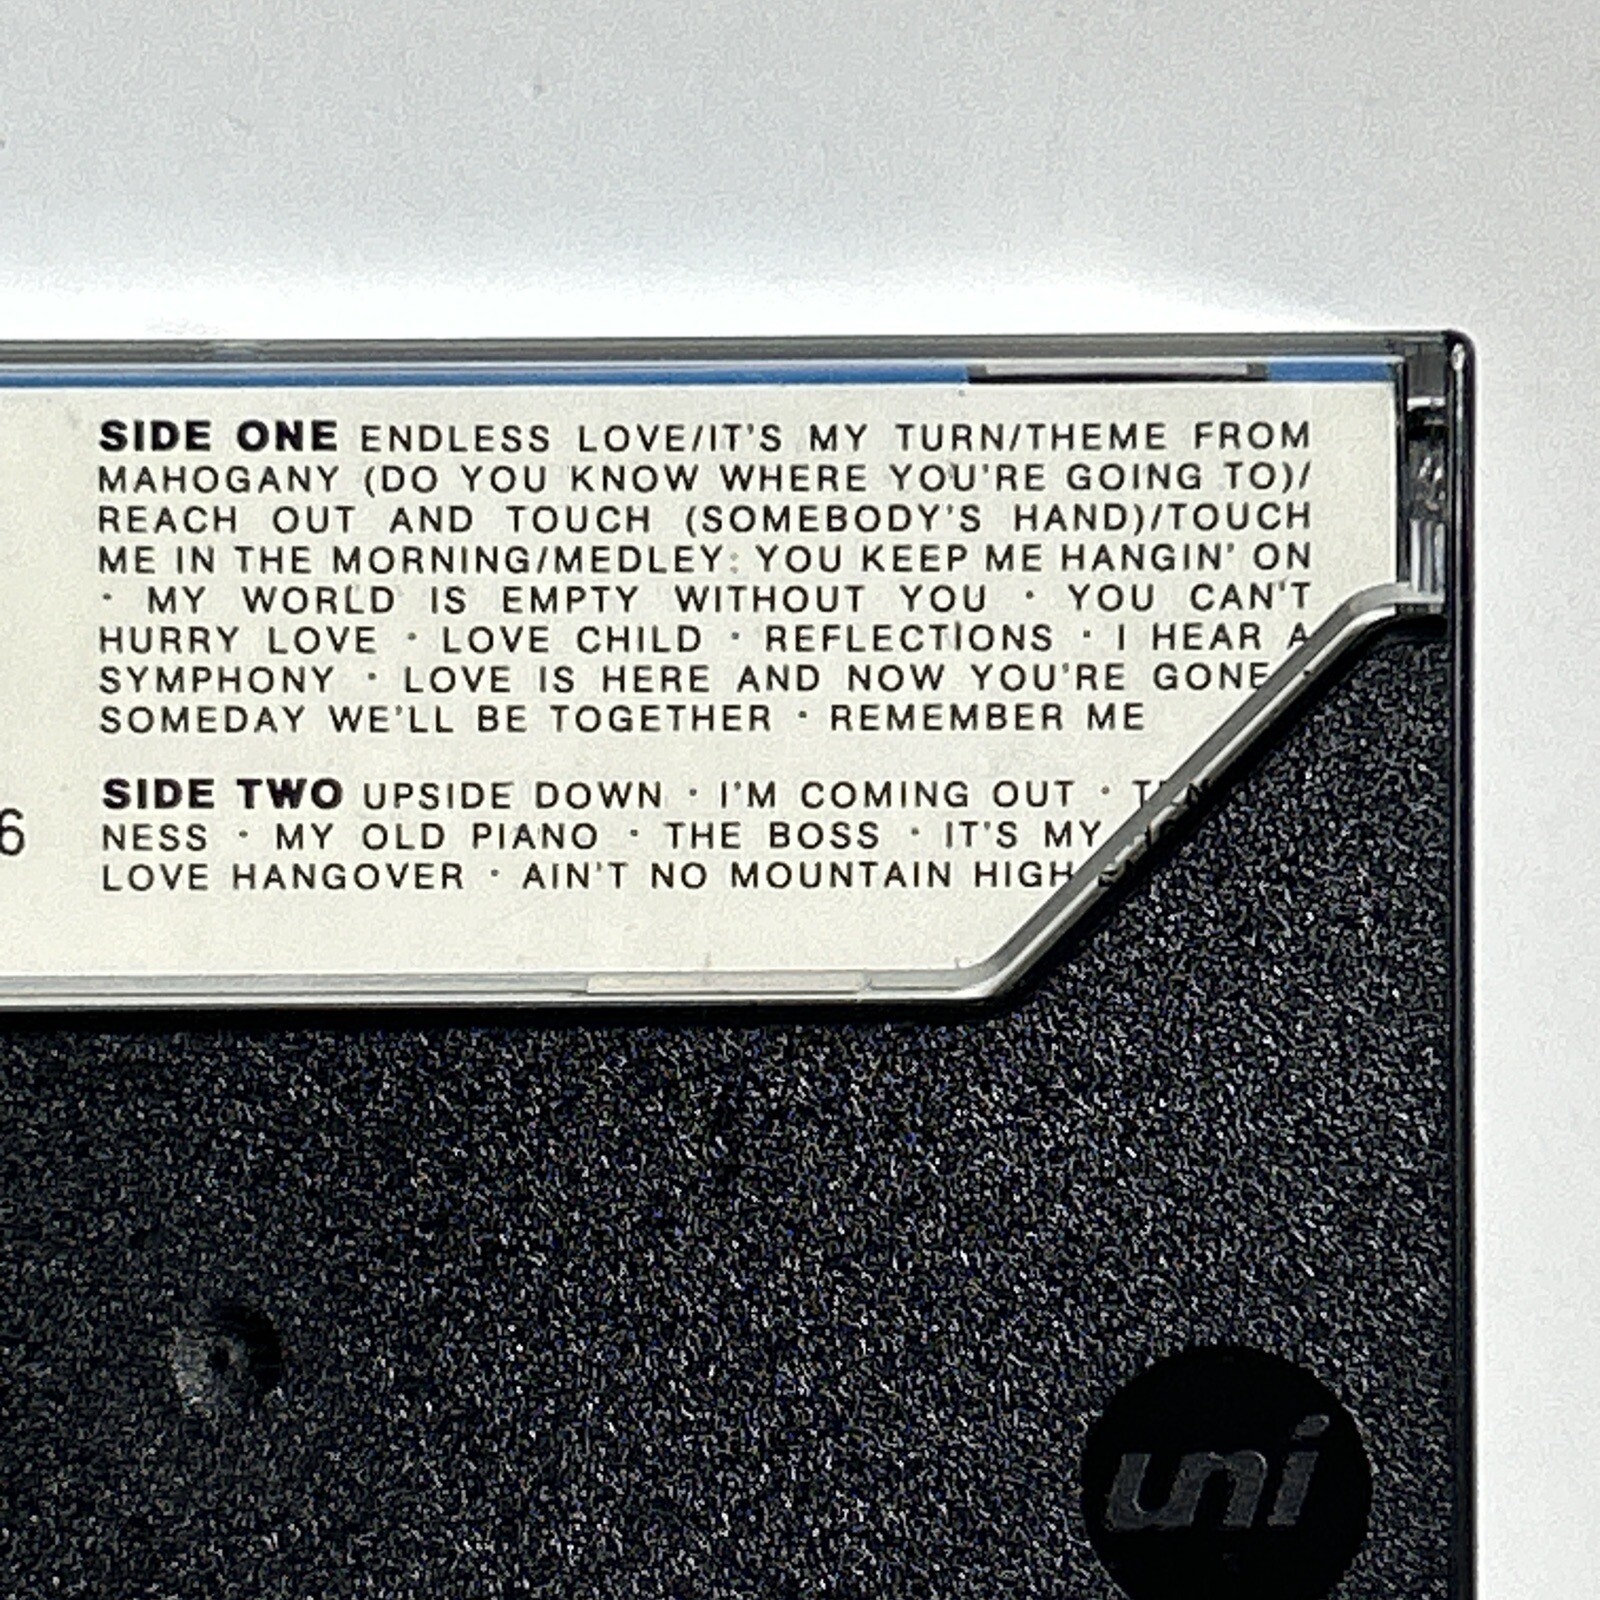 SIDE ONE ENDLESS LOVE/IT'S MY TURN/THEME FROM
MAHOGANY (DO YOU KNOW WHERE YOU'RE GOING TO)/
REACH OUT AND TOUCH (SOMEBODY'S HAND)/TOUCH
ME IN THE MORNING/MEDLEY: YOU KEEP ME HANGIN' ON
· MY WORLD IS EMPTY WITHOUT YOU · YOU CAN'T
HURRY LOVE · LOVE CHILD · REFLECTIONS · I HEAR A
SYMPHONY · LOVE IS HERE AND NOW YOU'RE GONE ·
SOMEDAY WE'LL BE TOGETHER · REMEMBER ME
SIDE TWO UPSIDE DOWN · I'M COMING OUT ·
NESS · MY OLD PIANO · THE BOSS · IT'S MY
LOVE HANGOVER · AIN'T NO MOUNTAIN HIGH
6
uni